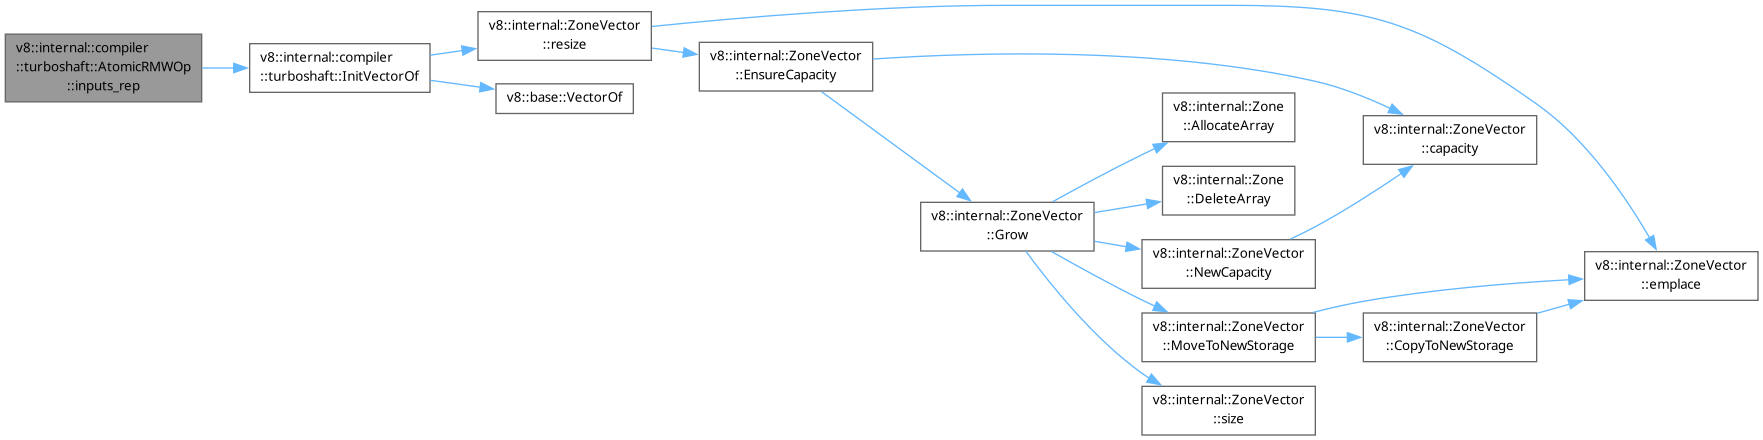 v8::internal::compiler
::turboshaft::AtomicRMWOp
::inputs_rep
v8::internal::compiler
::turboshaft::InitVectorOf
v8::internal::ZoneVector
::resize
v8::base::VectorOf
v8::internal::ZoneVector
::EnsureCapacity
v8::internal::ZoneVector
::Grow
v8::internal::Zone
::AllocateArray
v8::internal::Zone
::DeleteArray
v8::internal::ZoneVector
::NewCapacity
v8::internal::ZoneVector
::MoveToNewStorage
v8::internal::ZoneVector
::size
v8::internal::ZoneVector
::capacity
v8::internal::ZoneVector
::CopyToNewStorage
v8::internal::ZoneVector
::emplace